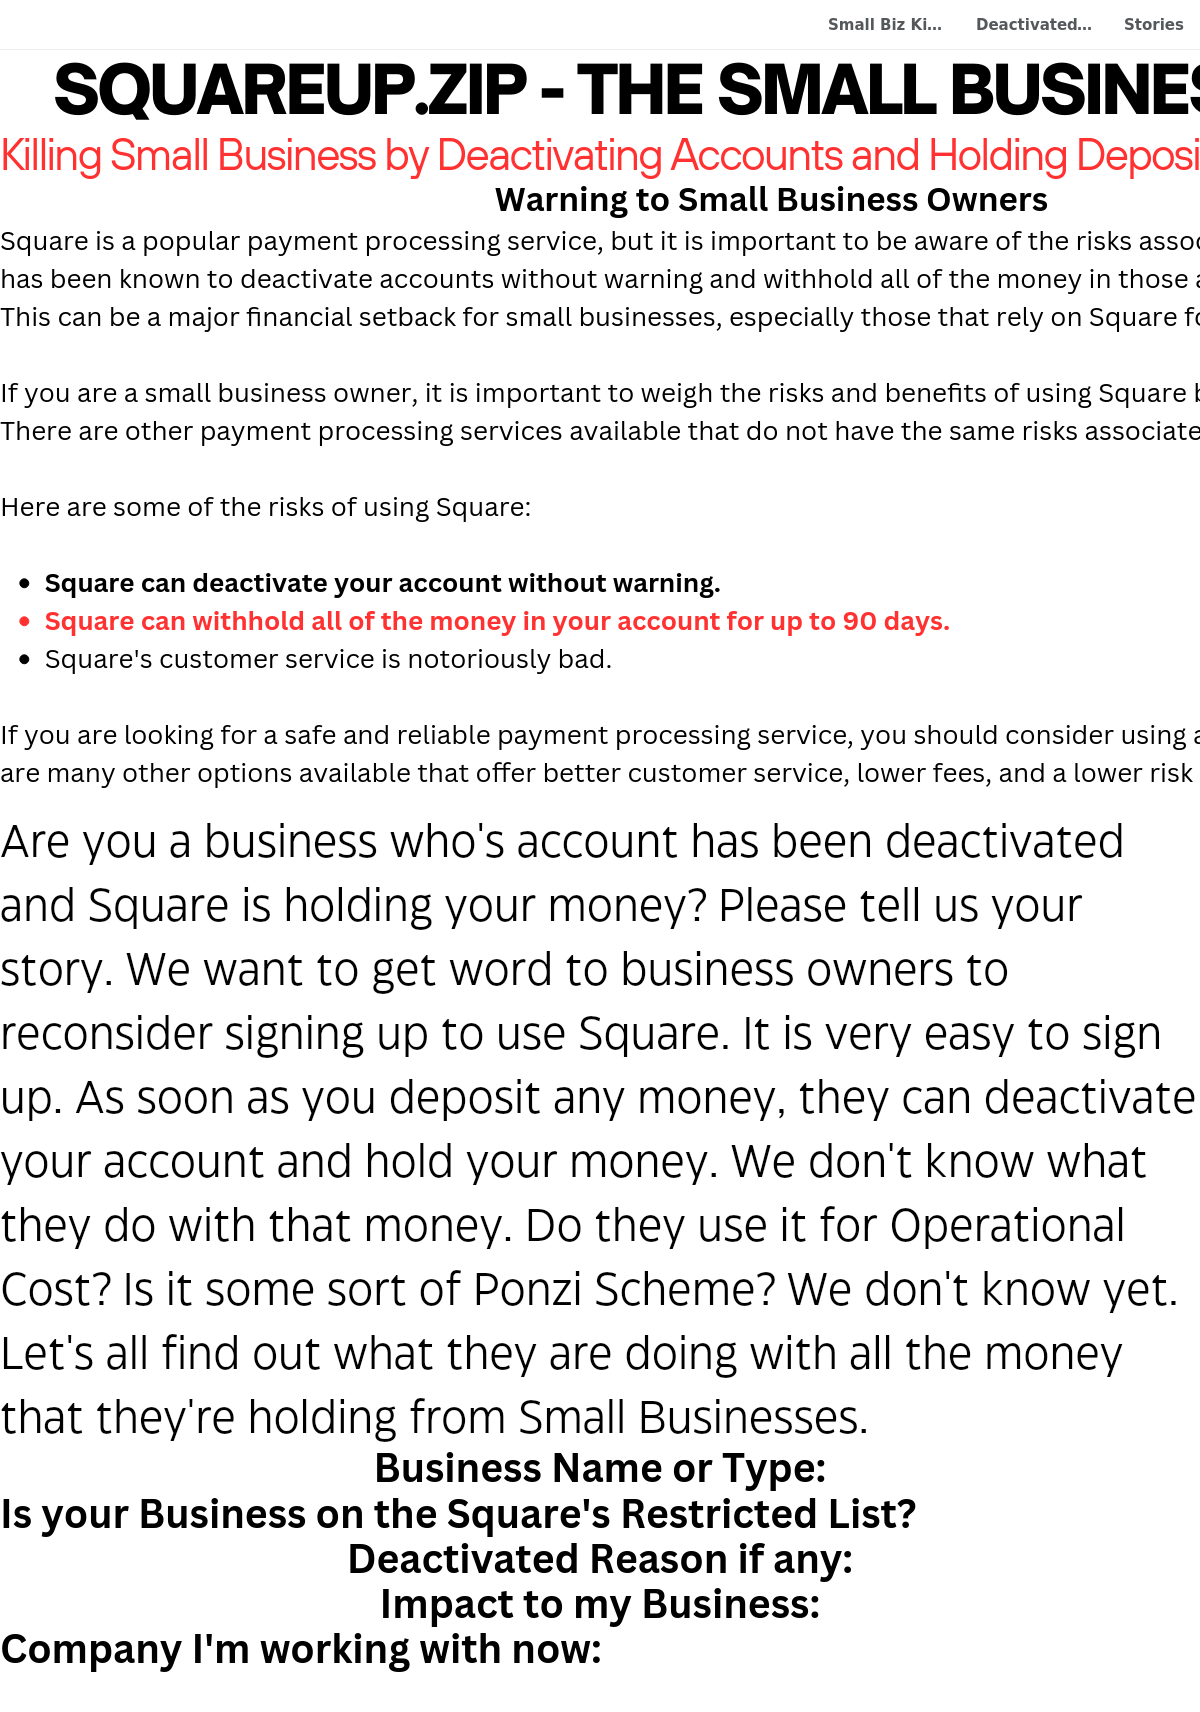 Small Biz Ki... Deactivated... Stories
SQUAREUP.ZIP - THE SMALL
Killing Small Business by Deactivating Accounts and Holding
Warning to Small Business Owners
Square is a popular payment processing service, but it is important to be aware of the risks
has been known to deactivate accounts without warning and withhold all of the money in those
This can be a major financial setback for small businesses, especially those that rely on Square
If you are a small business owner, it is important to weigh the risks and benefits of using Square
There are other payment processing services available that do not have the same risks
Here are some of the risks of using Square:
• Square can deactivate your account without warning.
• Square can withhold all of the money in your account for up to 90 days.
• Square's customer service is notoriously bad.
If you are looking for a safe and reliable payment processing service, you should consider using
are many other options available that offer better customer service, lower fees, and a lower risk
Are you a business who's account has been deactivated
and Square is holding your money? Please tell us your
story. We want to get word to business owners to
reconsider signing up to use Square. It is very easy to sign
up. As soon as you deposit any money, they can deactivate
your account and hold your money. We don't know what
they do with that money. Do they use it for Operational
Cost? Is it some sort of Ponzi Scheme? We don't know yet.
Let's all find out what they are doing with all the money
that they're holding from Small Businesses.
Business Name or Type:
Is your Business on the Square's Restricted List?
Deactivated Reason if any:
Impact to my Business:
Company I'm working with now: